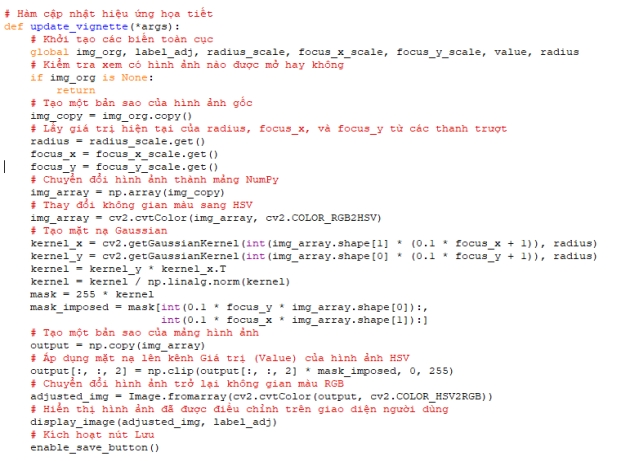 # Hàm cập nhật hiệu ứng họa tiết
def update_vignette(*args):
    # Khởi tạo các biến toàn cục
    global img_org, label_adj, radius_scale, focus_x_scale, focus_y_scale, value, radius
    # Kiểm tra xem có hình ảnh nào được mở hay không
    if img_org is None:
        return
    # Tạo một bản sao của hình ảnh gốc
    img_copy = img_org.copy()
    # Lấy giá trị hiện tại của radius, focus_x, và focus_y từ các thanh trượt
    radius = radius_scale.get()
    focus_x = focus_x_scale.get()
    focus_y = focus_y_scale.get()
    # Chuyển đổi hình ảnh thành mảng NumPy
    img_array = np.array(img_copy)
    # Thay đổi không gian màu sang HSV
    img_array = cv2.cvtColor(img_array, cv2.COLOR_RGB2HSV)
    # Tạo mặt nạ Gaussian
    kernel_x = cv2.getGaussianKernel(int(img_array.shape[1] * (0.1 * focus_x + 1)), radius)
    kernel_y = cv2.getGaussianKernel(int(img_array.shape[0] * (0.1 * focus_y + 1)), radius)
    kernel = kernel_y * kernel_x.T
    kernel = kernel / np.linalg.norm(kernel)
    mask = 255 * kernel
    mask_imposed = mask[int(0.1 * focus_y * img_array.shape[0]):,
                        int(0.1 * focus_x * img_array.shape[1]):]
    # Tạo một bản sao của mảng hình ảnh
    output = np.copy(img_array)
    # Áp dụng mặt nạ lên kênh Giá trị (Value) của hình ảnh HSV
    output[:, :, 2] = np.clip(output[:, :, 2] * mask_imposed, 0, 255)
    # Chuyển đổi hình ảnh trở lại không gian màu RGB
    adjusted_img = Image.fromarray(cv2.cvtColor(output, cv2.COLOR_HSV2RGB))
    # Hiển thị hình ảnh đã được điều chỉnh trên giao diện người dùng
    display_image(adjusted_img, label_adj)
    # Kích hoạt nút Lưu
    enable_save_button()